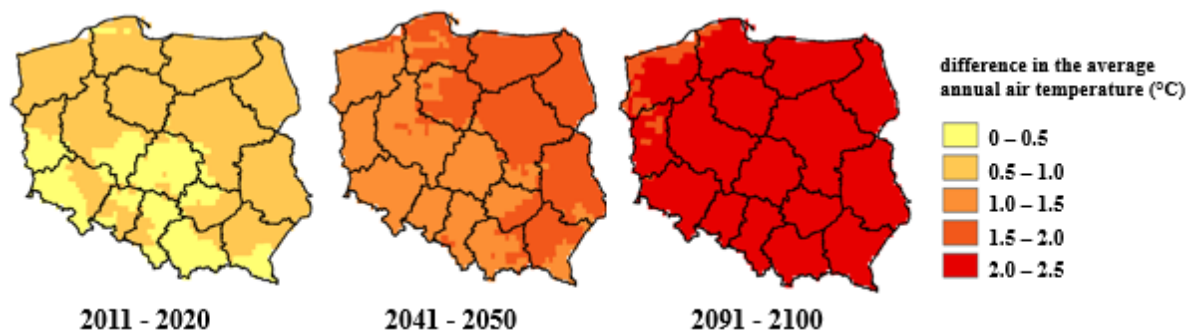 difference in the average
annual air temperature (°C)
0 – 0.5
0.5 – 1.0
1.0 – 1.5
1.5 – 2.0
2.0 – 2.5
2011 - 2020
2041 - 2050
2091 - 2100